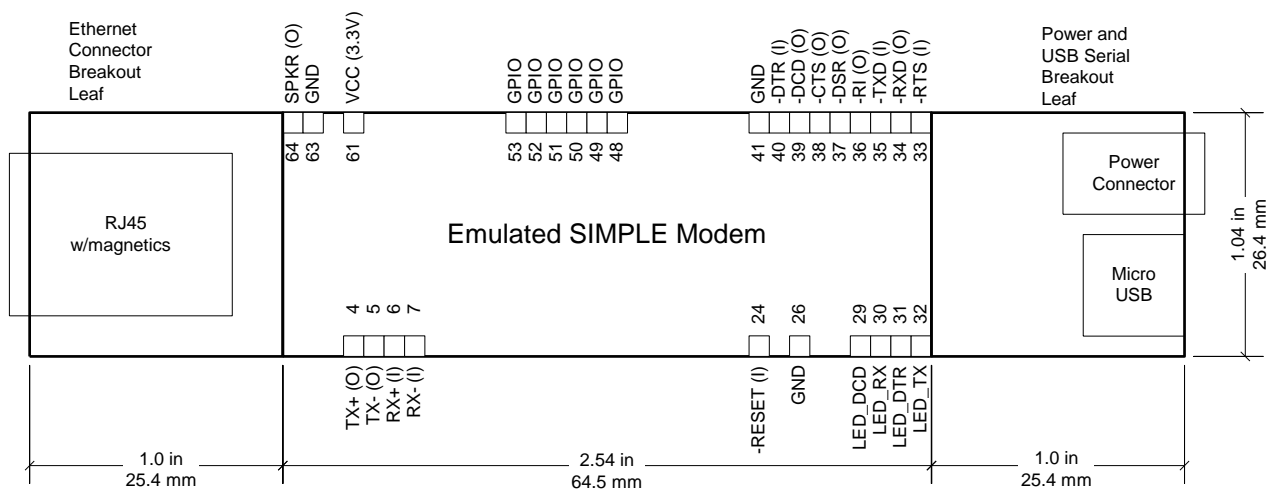 Ethernet
Connector
Breakout
Leaf
SPKR (O)
GND
VCC (3.3V)
GPIO
GPIO
GPIO
GPIO
GPIO
GPIO
GND
-DTR (I)
-DCD (O)
-CTS (O)
-DSR (O)
-RI (O)
-TXD (I)
-RXD (O)
-RTS (I)
Power and
USB Serial
Breakout
Leaf
64
63
61
53
52
51
50
49
48
41
40
39
38
37
36
35
34
33
RJ45
w/magnetics
Emulated SIMPLE Modem
Power
Connector
Micro
USB
1.04 in
26.4 mm
4
5
6
7
24
26
29
30
31
32
TX+ (O)
TX- (O)
RX+ (I)
RX- (I)
-RESET (I)
GND
LED_DCD
LED_RX
LED_DTR
LED_TX
1.0 in
25.4 mm
2.54 in
64.5 mm
1.0 in
25.4 mm